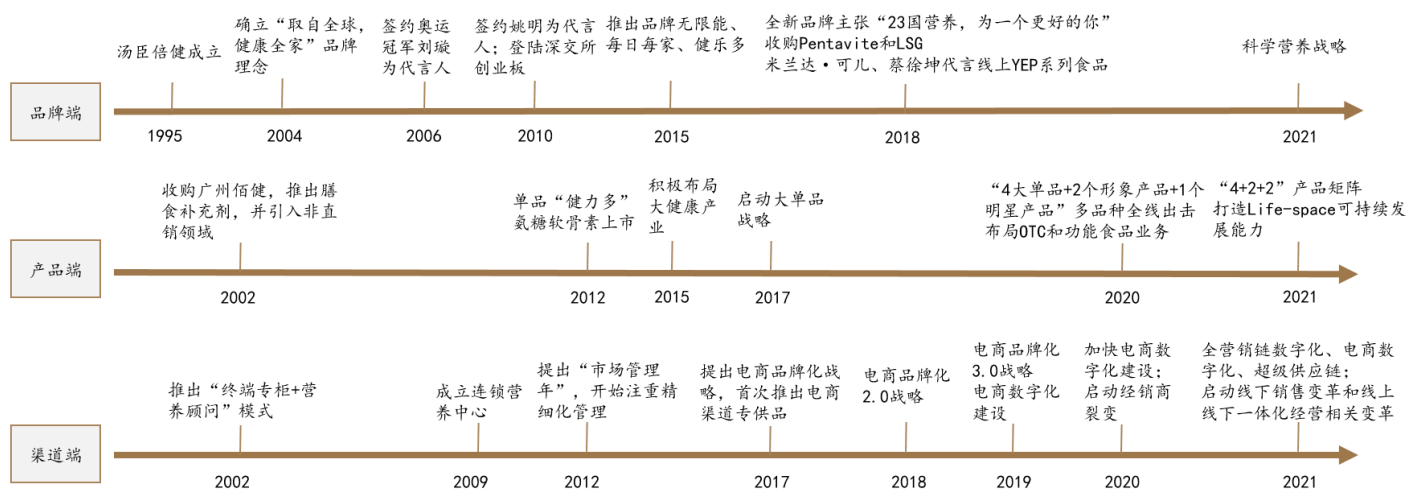 品牌端
汤臣倍健成立
1995
确立“取自全球，
健康全家”品牌
理念
2004
签约奥运
冠军刘璇
为代言人
2006
签约姚明为代言
人；登陆深交所
创业板
2010
推出品牌无限能、
每日每家、健乐多
2015
全新品牌主张“23国营养，为一个更好的你”
收购Pentavite和LSG
米兰达·可儿、蔡徐坤代言线上YEP系列食品
2018
科学营养战略
2021
产品端
收购广州佰健，推出膳
食补充剂，并引入非直
销领域
2002
单品“健力多”
氨糖软骨素上市
2012
积极布局
大健康产
业
2015
启动大单品
战略
2017
“4大单品+2个形象产品+1个
明星产品”多品种全线出击
布局OTC和功能食品业务
2020
“4+2+2”产品矩阵
打造Life-space可持续发
展能力
2021
渠道端
推出“终端专柜+营
养顾问”模式
2002
成立连锁营
养中心
2009
提出“市场管理
年”，开始注重精
细化管理
2012
提出电商品牌化战
略，首次推出电商
渠道专供品
2017
电商品牌化
2.0战略
2018
电商品牌化
3.0战略
电商数字化
建设
2019
加快电商数
字化建设；
启动经销商
裂变
2020
全营销链数字化、电商数
字化、超级供应链；
启动线下销售变革和线上
线下一体化经营相关变革
2021